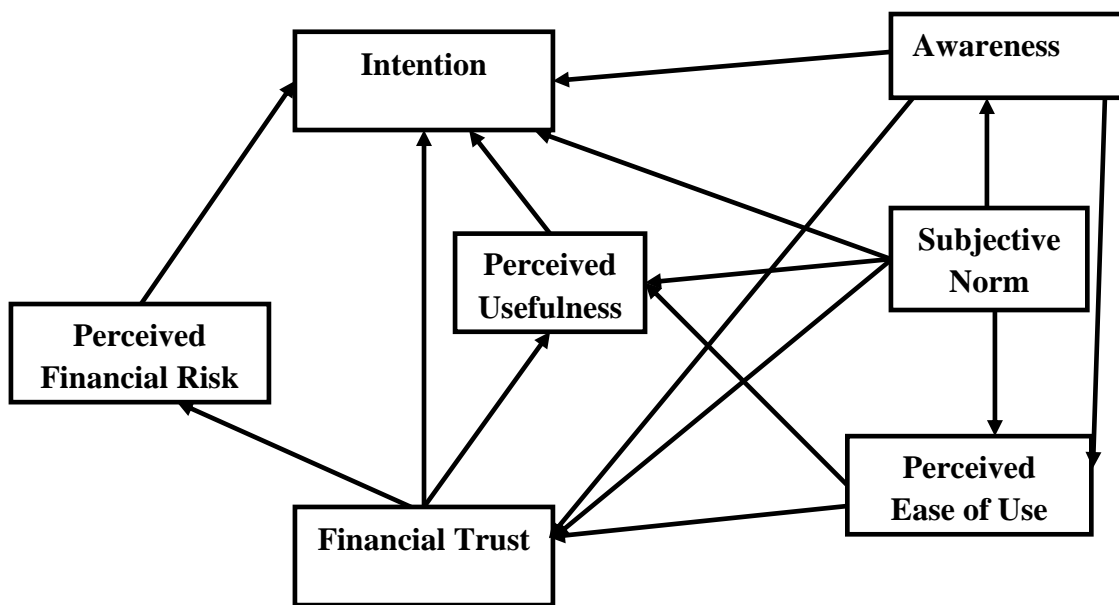 Intention
Awareness
Subjective
Norm
Perceived
Usefulness
Perceived
Financial Risk
Perceived
Ease of Use
Financial Trust